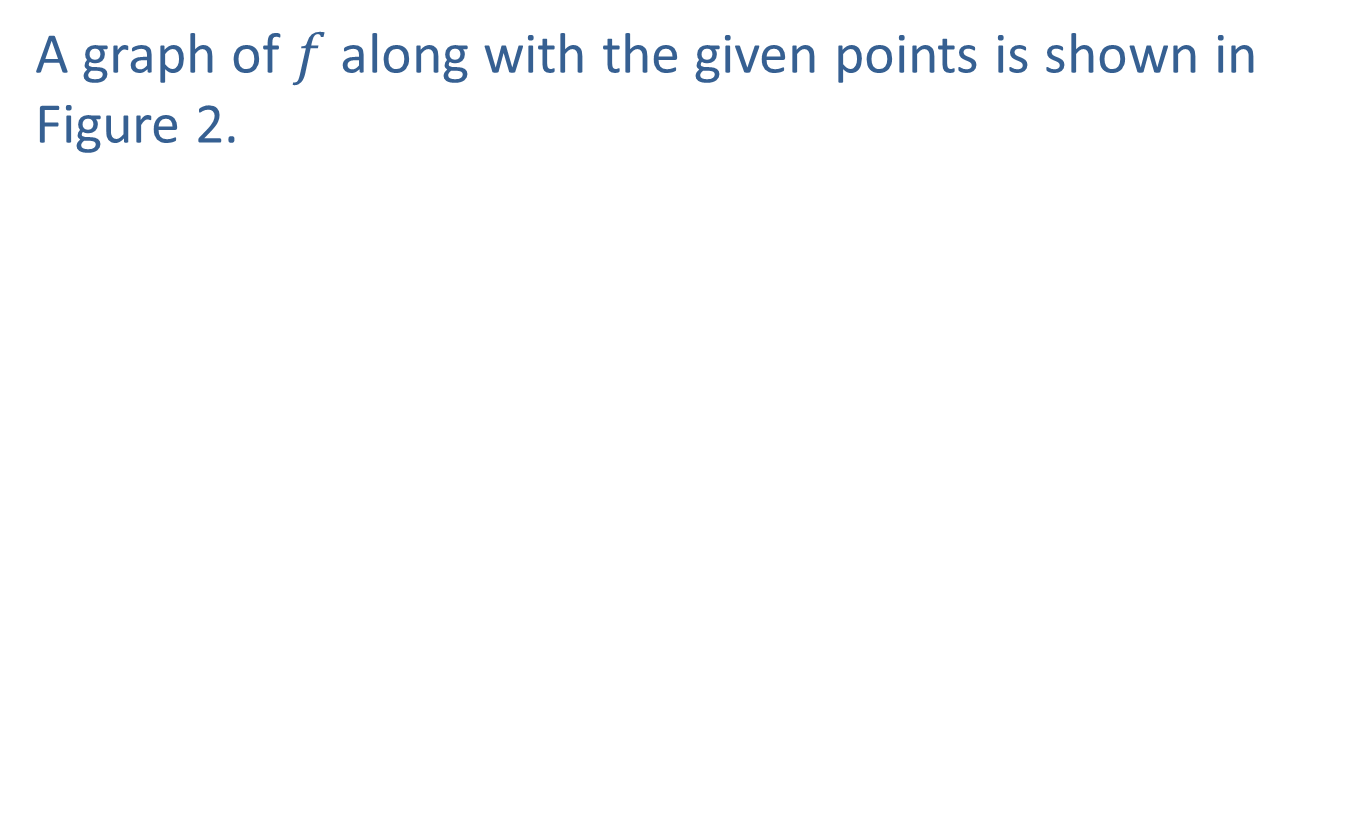 A graph of f along with the given points is shown in
Figure 2.